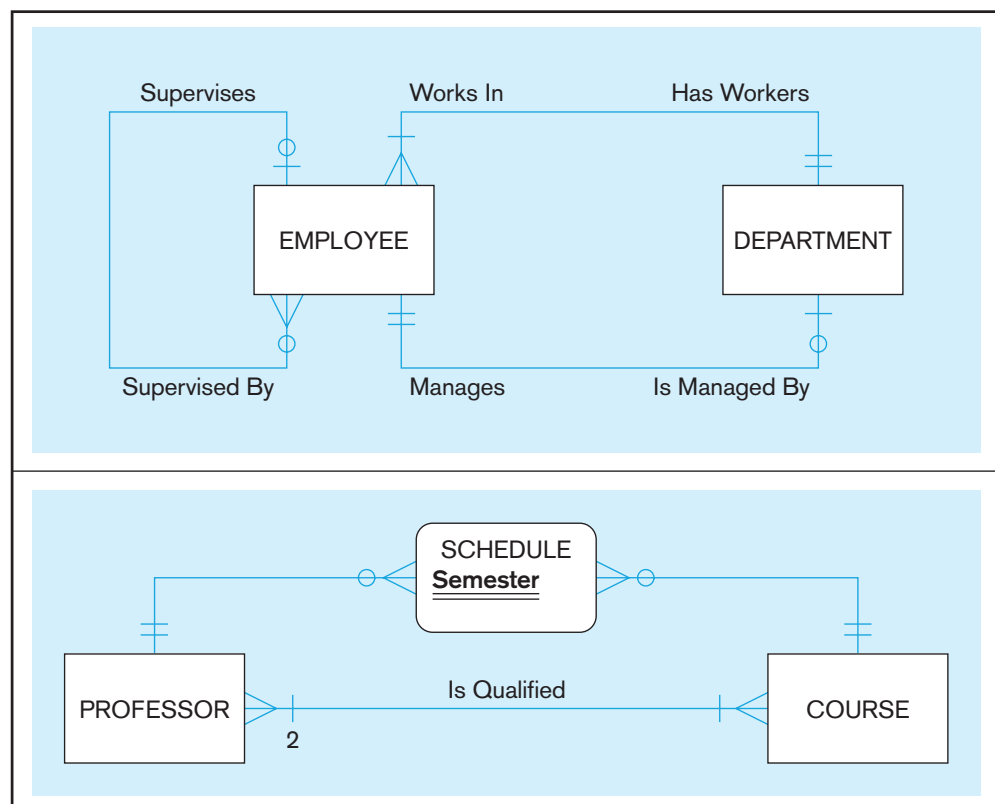 Supervises
Works In
Has Workers
EMPLOYEE
DEPARTMENT
Supervised By
Manages
Is Managed By
SCHEDULE
Semester
PROFESSOR
Is Qualified
COURSE
2